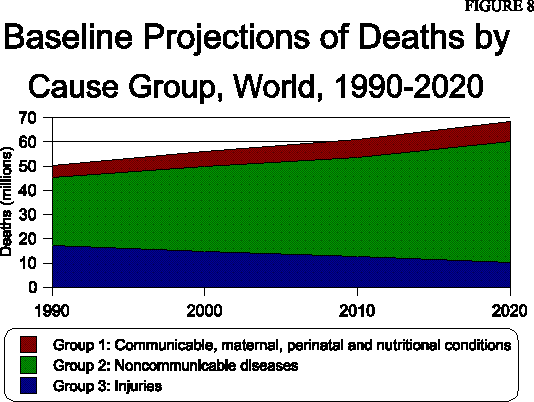 FIGURE 8
Baseline Projections of Deaths by
Cause Group, World, 1990-2020
Deaths (millions)
70
60
50
40
30
20
10
0
1990 2000 2010 2020
Group 1: Communicable, maternal, perinatal and nutritional conditions
Group 2: Noncommunicable diseases
Group 3: Injuries